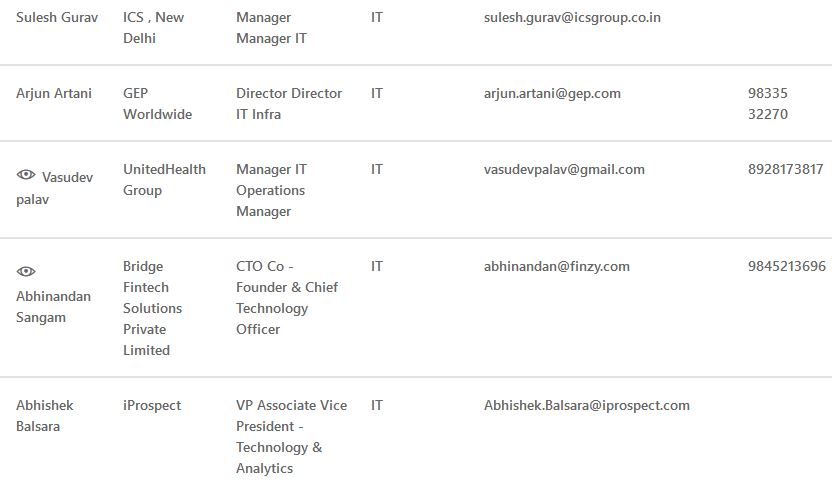 Sulesh Gurav ICS , New Manager IT sulesh.gurav@icsgroup.co.in
Delhi Manager IT
Arjun Artani GEP Director Director IT arjun.artani@gep.com 98335
Worldwide IT Infra 32270
Vasudev UnitedHealth Manager IT IT vasudevpalav@gmail.com 8928173817
palav Group Operations
Manager
Bridge CTO Co - IT abhinandan@finzy.com 9845213696
Abhinandan Fintech Founder & Chief
Sangam Solutions Technology
Private Officer
Limited
Abhishek iProspect VP Associate Vice IT Abhishek.Balsara@iprospect.com
Balsara President -
Technology &
Analytics